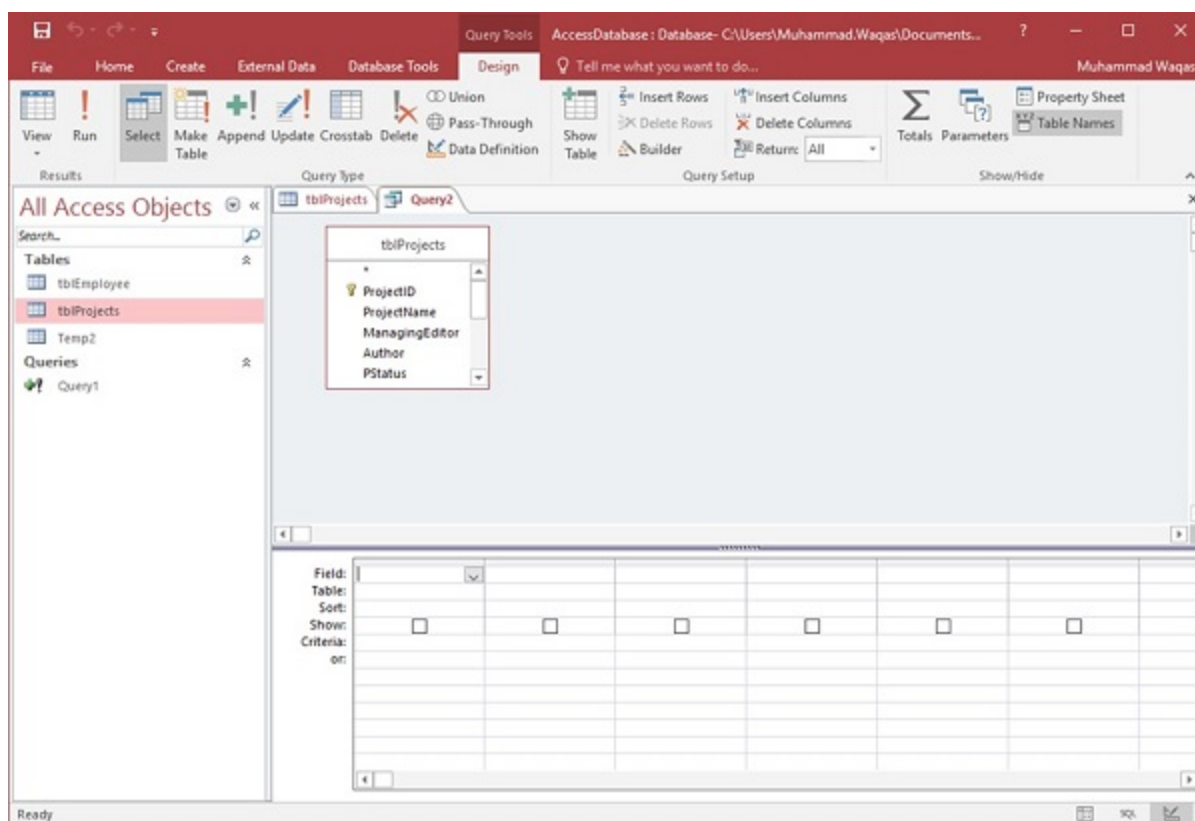 Query Tools AccessDatabase : Database- C:\Users\Muhammad.Waqas\Documents... ?
File Home Create External Data Database Tools Design Tell me what you want to do... Muhammad Waqas
View Run Select Make Table Append Update Crosstab Delete
Union
Pass-Through
Data Definition
Show Table
Insert Rows
Delete Rows
Builder
Insert Columns
Delete Columns
Return: All
Totals Parameters
Property Sheet
Table Names
Results Query Type Query Setup Show/Hide
All Access Objects
Search...
Tables
tblEmployee
tblProjects
Temp2
Queries
Query1
tblProjects Query2
tblProjects
*
ProjectID
ProjectName
ManagingEditor
Author
PStatus
Field:
Table:
Sort:
Show:
Criteria:
or:
Ready SQL